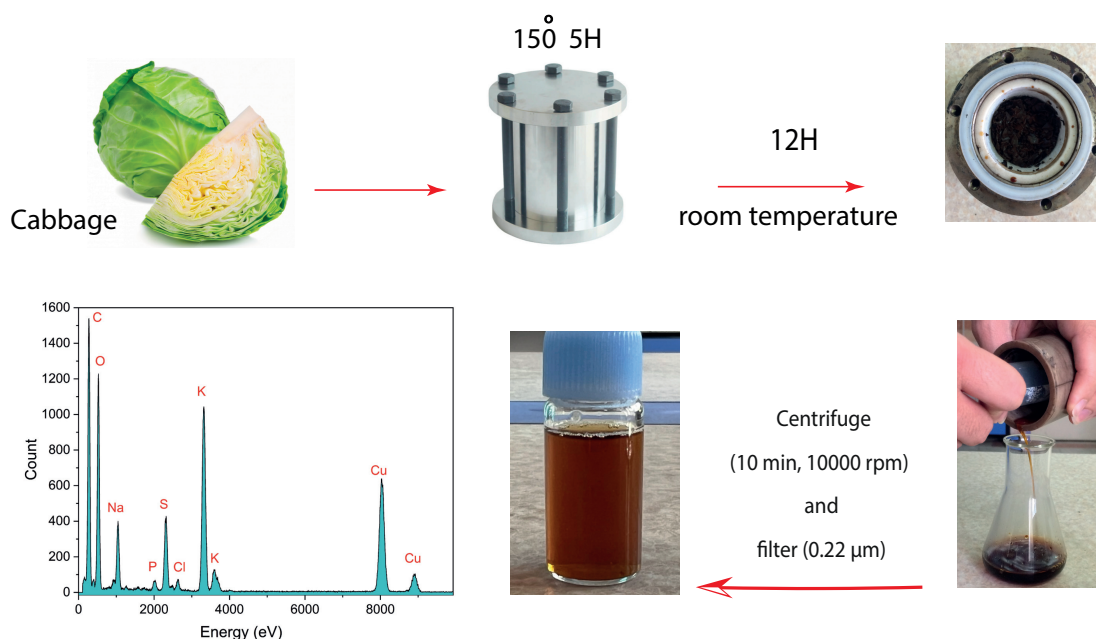 150° 5H
Cabbage
12H
room temperature
1600
1400
1200
1000
800
600
400
200
0
Count
C
O
Na
P
S
Cl
K
K
Cu
Cu
0
2000
4000
6000
8000
Energy (eV)
Centrifuge
(10 min, 10000 rpm)
and
filter (0.22 µm)